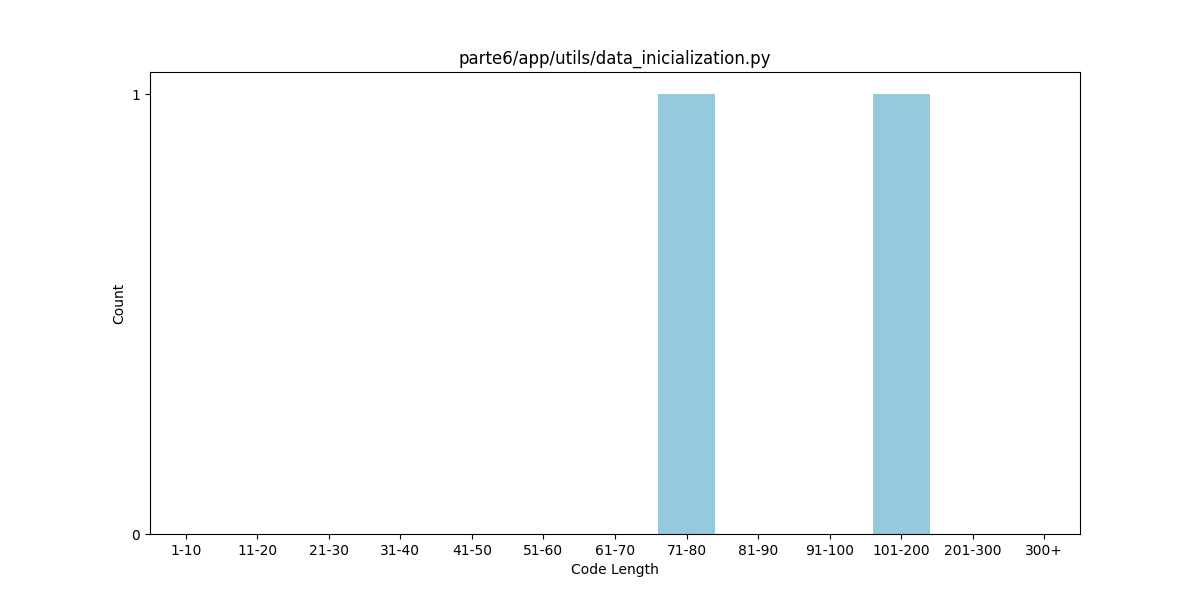 parte6/app/utils/data_inicialization.py
1
Count
0
1-10 11-20 21-30 31-40 41-50 51-60 61-70 71-80 81-90 91-100 101-200 201-300 300+
Code Length